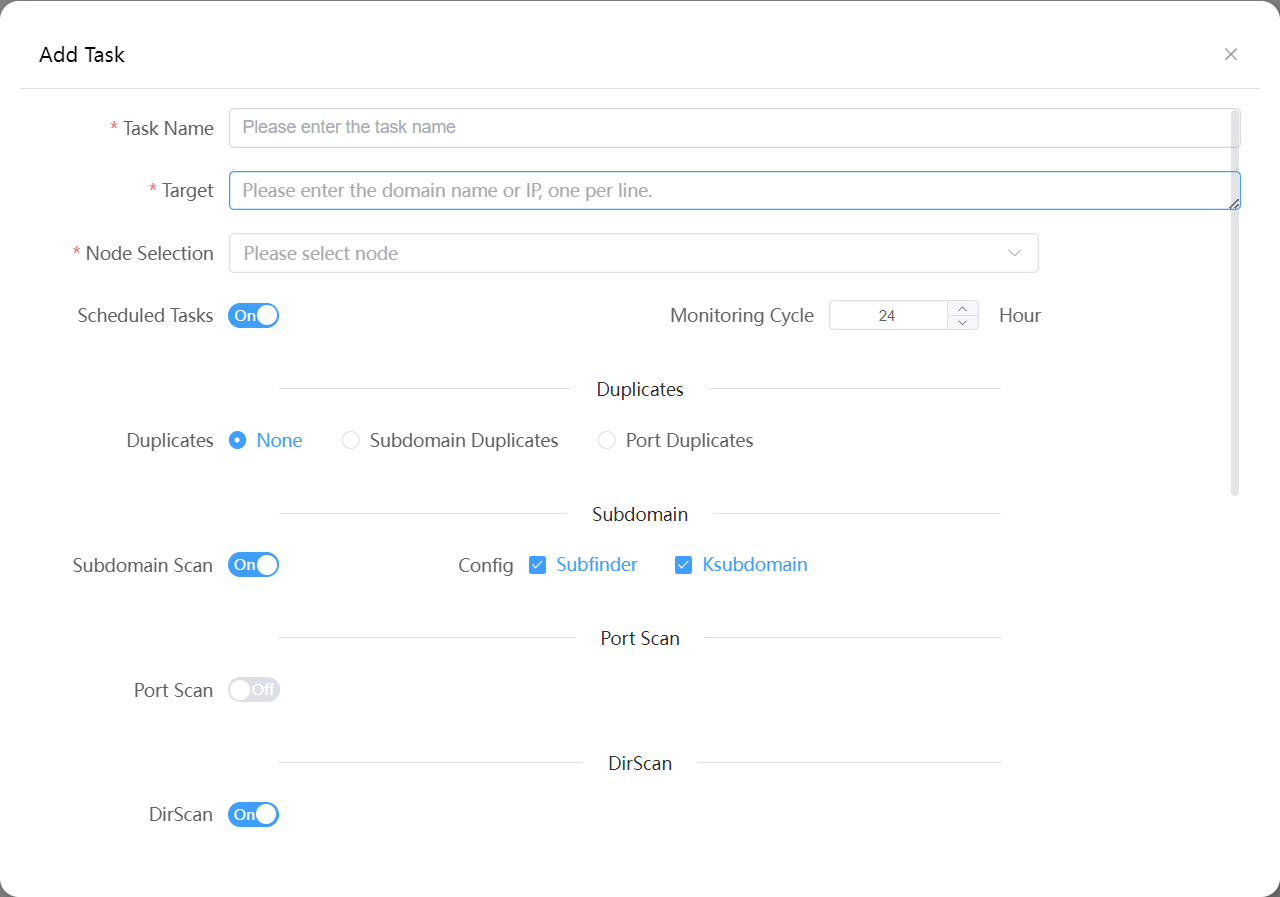 Add Task
* Task Name Please enter the task name
* Target Please enter the domain name or IP, one per line.
* Node Selection Please select node
Scheduled Tasks On Monitoring Cycle 24 Hour
Duplicates
Duplicates None Subdomain Duplicates Port Duplicates
Subdomain
Subdomain Scan On Config Subfinder Ksubdomain
Port Scan
Port Scan Off
DirScan
DirScan On